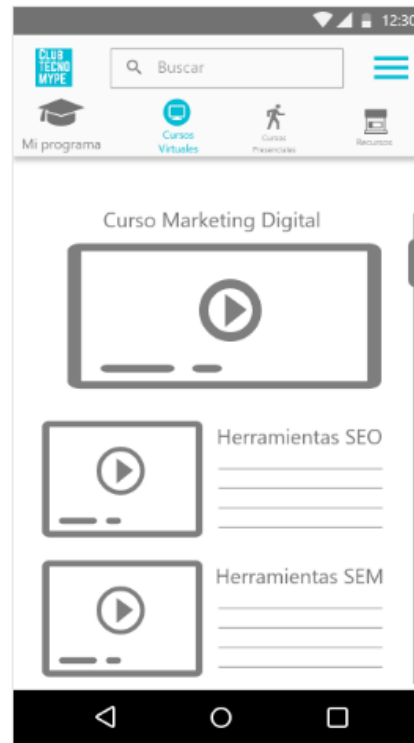 12:30
CLUB
TECNO
MYPE
Buscar
Mi programa
Cursos
Virtuales
Cursos
Presenciales
Recursos
Curso Marketing Digital
Herramientas SEO
Herramientas SEM